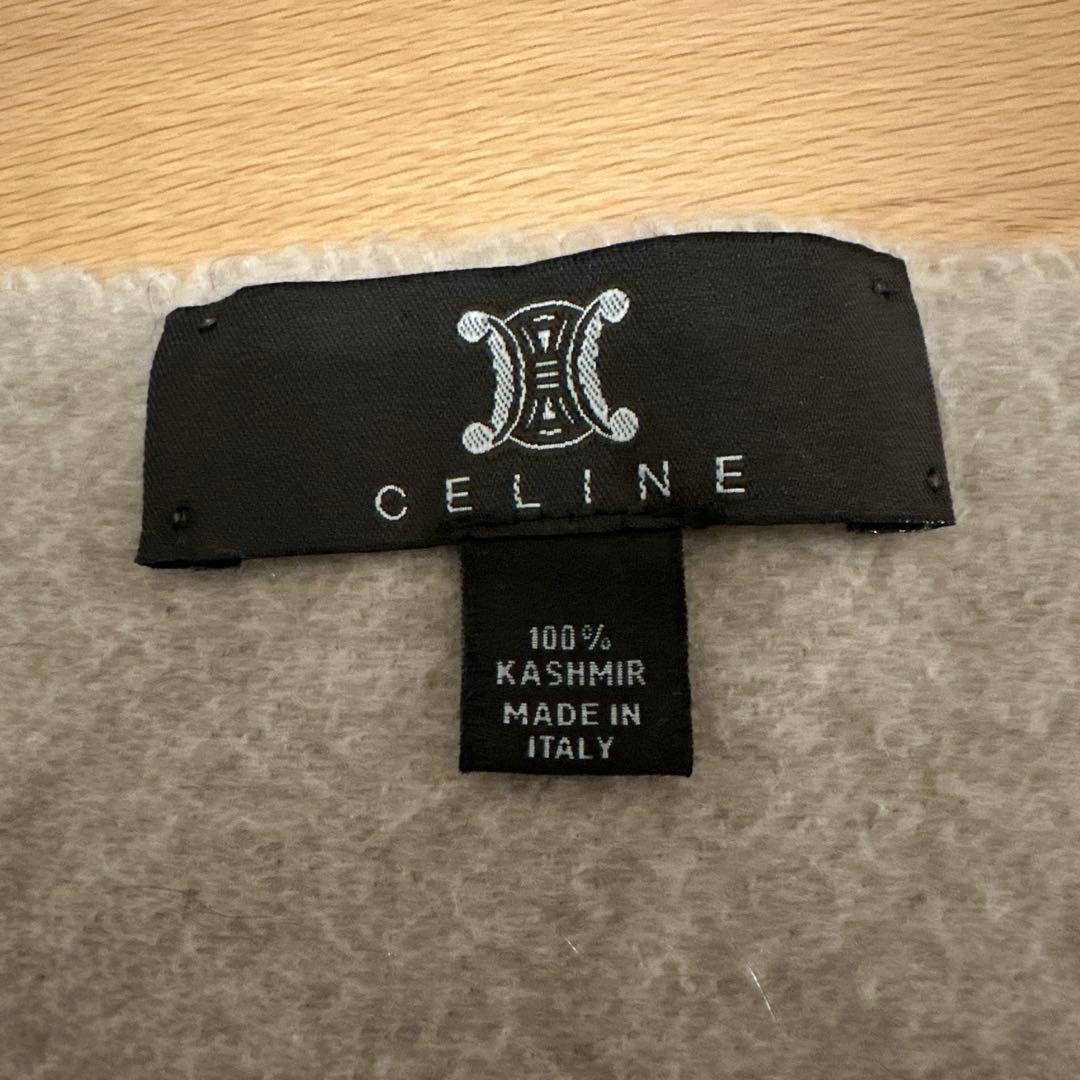 CELINE
100%
KASHMIR
MADE IN
ITALY